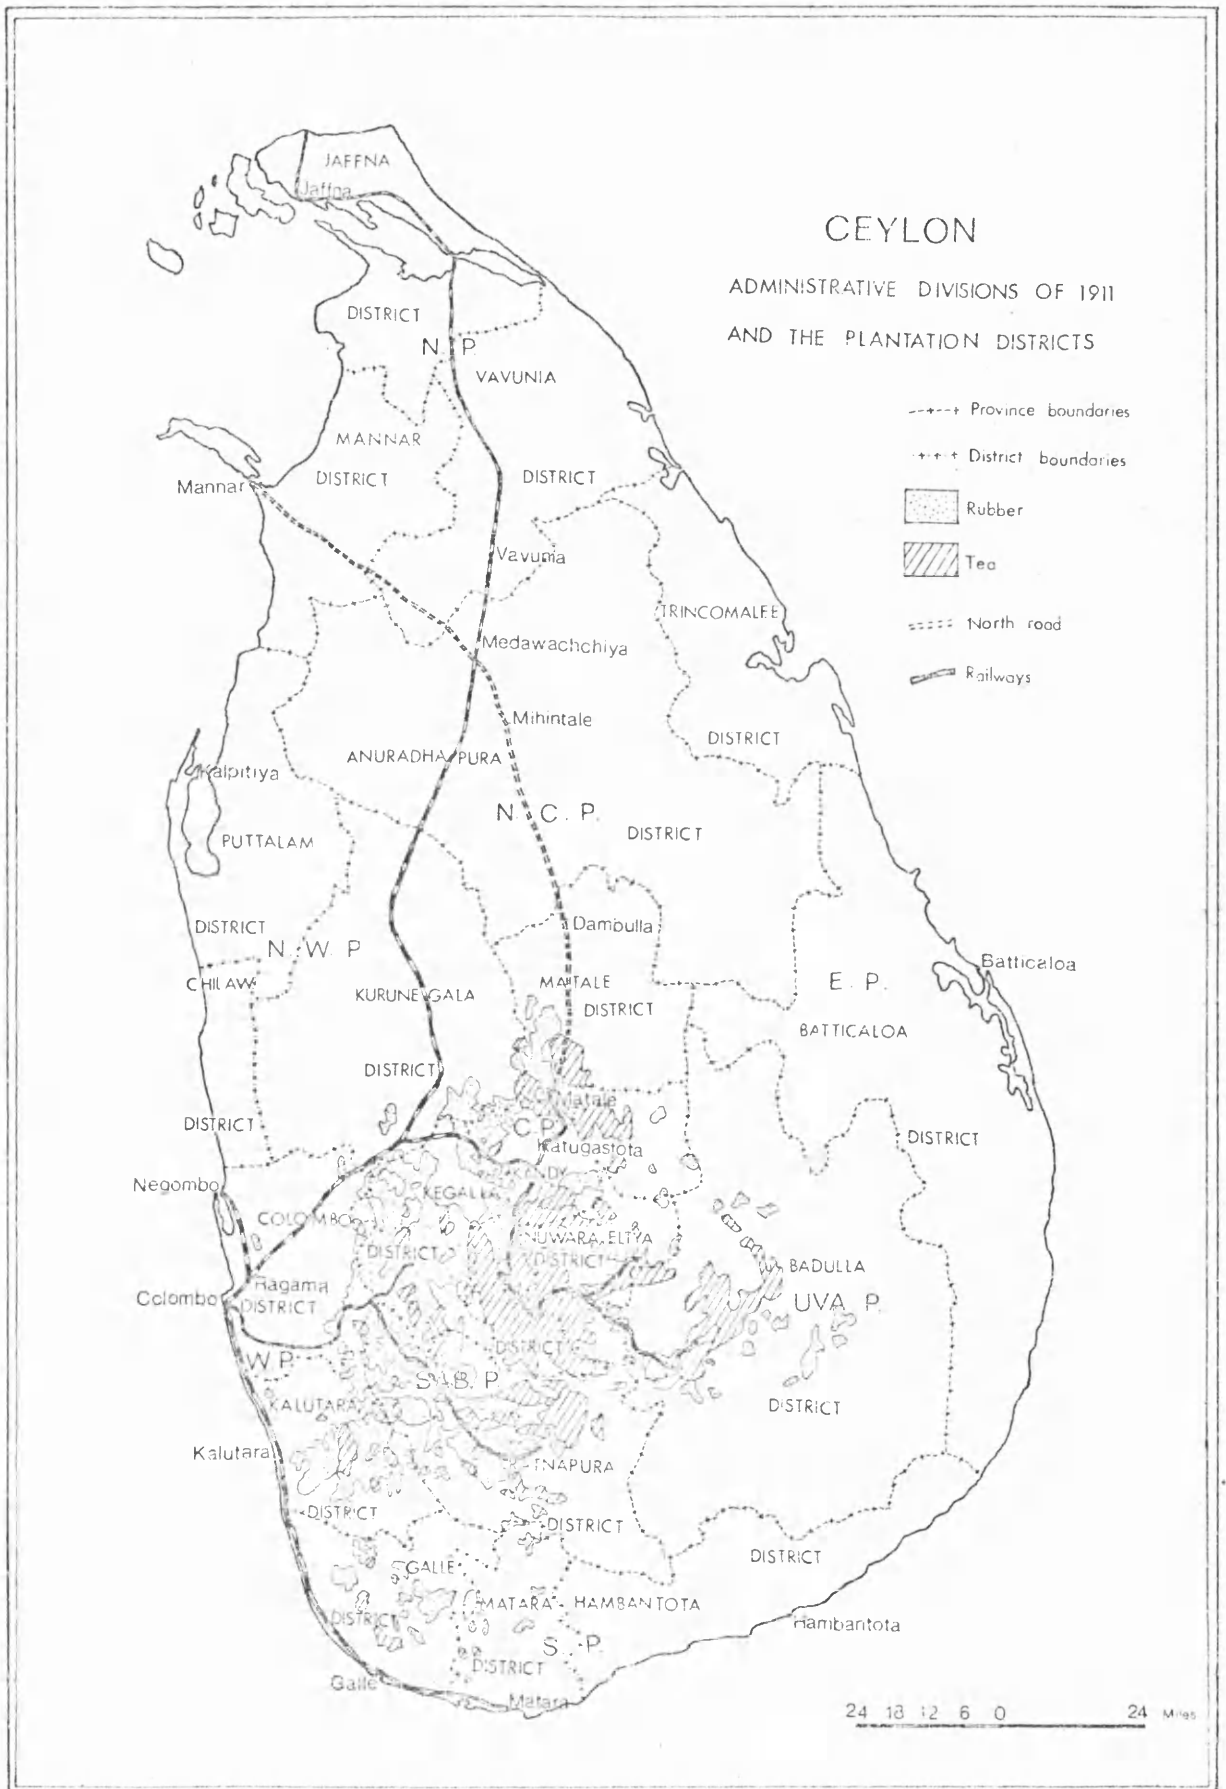 CEYLON
ADMINISTRATIVE DIVISIONS OF 1911
AND THE PLANTATION DISTRICTS
Province boundaries
District boundaries
Rubber
Tea
North road
Railways
JAFFNA
Jaffna
DISTRICT
N. P.
VAVUNIA
MANNAR
DISTRICT
DISTRICT
Mannar
Vavunia
TRINCOMALEE
Medawachchiya
Mihintale
DISTRICT
ANURADHAPURA
Kalpitiya
N. C. P.
DISTRICT
PUTTALAM
DISTRICT
Dambulla
N. W. P
Batticaloa
CHILAW
MATALE
E. P.
KURUNEGALA
DISTRICT
BATTICALOA
DISTRICT
Matale
DISTRICT
C.P.
DISTRICT
Katugastota
KANDY
Negombo
KEGALLA
COLOMBO
NUWARA ELIYA
DISTRICT
DISTRICT
BADULLA
Ragama
Colombo
DISTRICT
UVA P.
DISTRICT
W.P.
SAB. P
KALUTARA
DISTRICT
Kalutara
TNAPURA
DISTRICT
DISTRICT
DISTRICT
GALLE
MATARA
HAMBANTOTA
DISTRICT
Hambantota
S. P.
DISTRICT
Galle
Matara
24 18 12 6 0 24 Miles